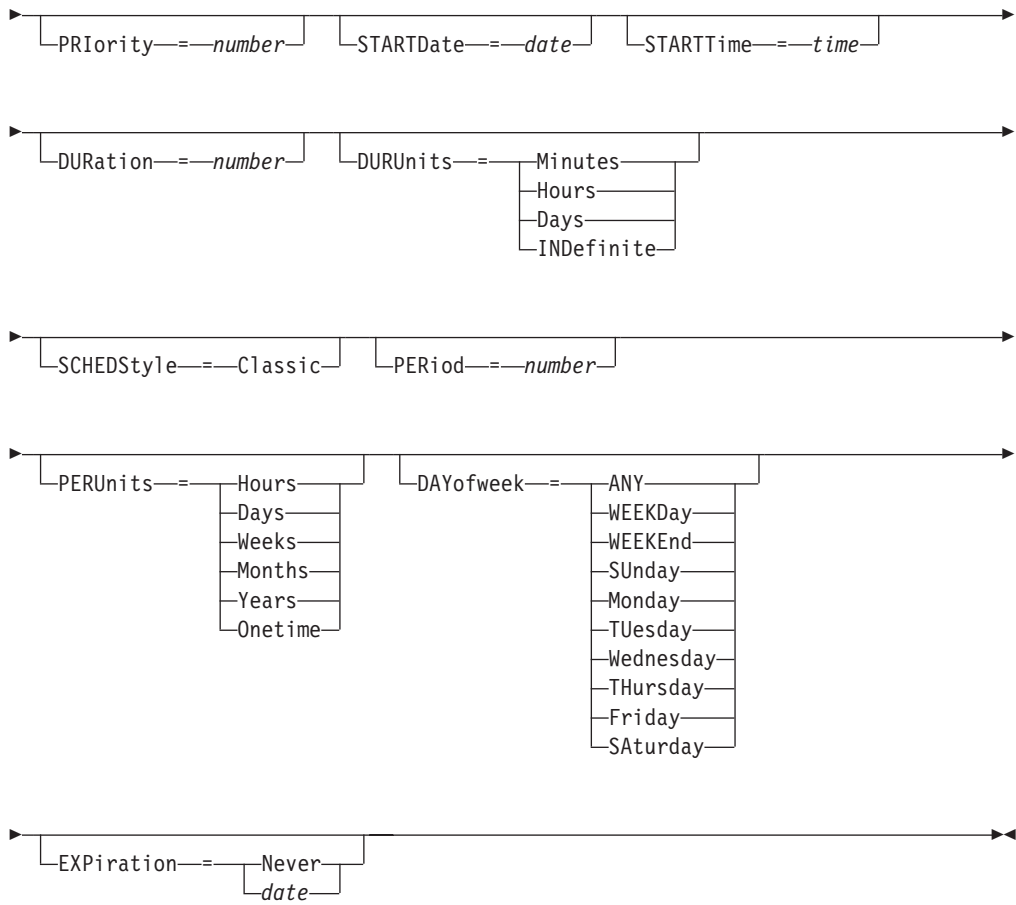 PRIority = number STARTDate = date STARTTime = time
DURation = number DURUnits = Minutes
Hours
Days
INDefinite
SCHEDStyle = Classic PERiod = number
PERUnits = Hours DAYofweek = ANY
Days WEEKDay
Weeks WEEKEnd
Months SUnday
Years Monday
Onetime TUesday
Wednesday
THursday
Friday
SAturday
EXPiration = Never
date